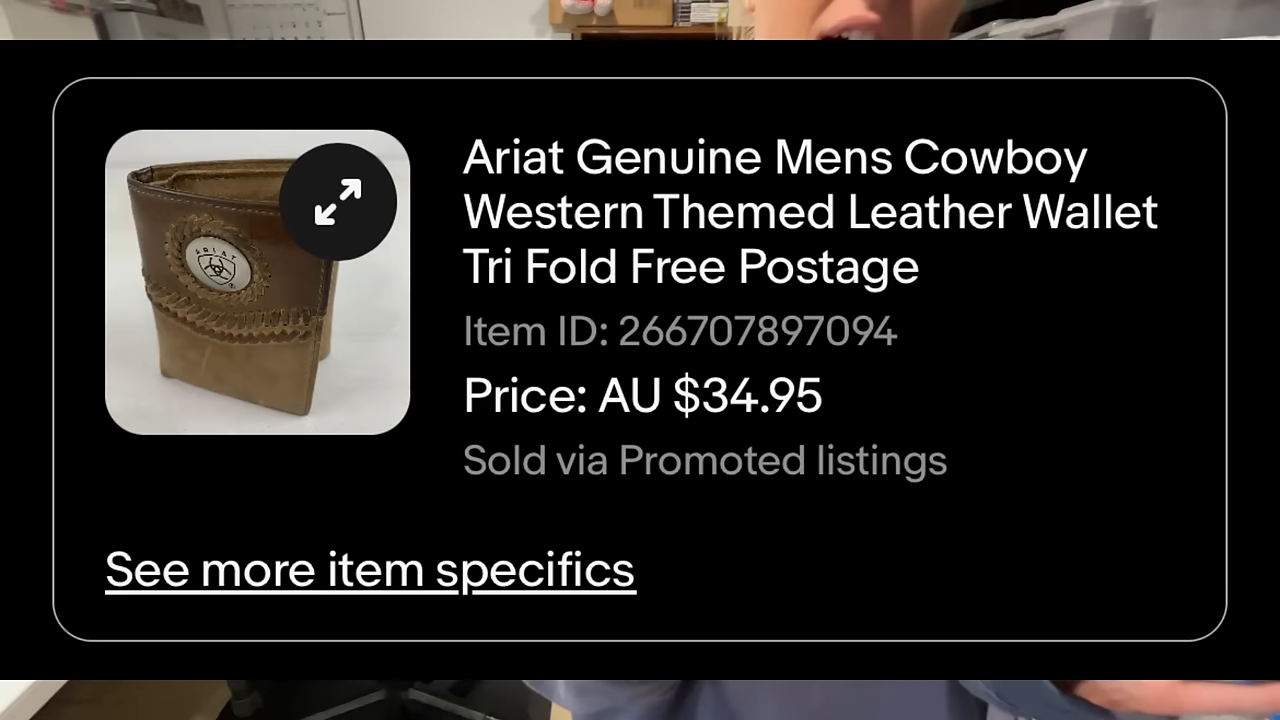 Ariat Genuine Mens Cowboy
Western Themed Leather Wallet
Tri Fold Free Postage
Item ID: 266707897094
Price: AU $34.95
Sold via Promoted listings
See more item specifics
ARIAT